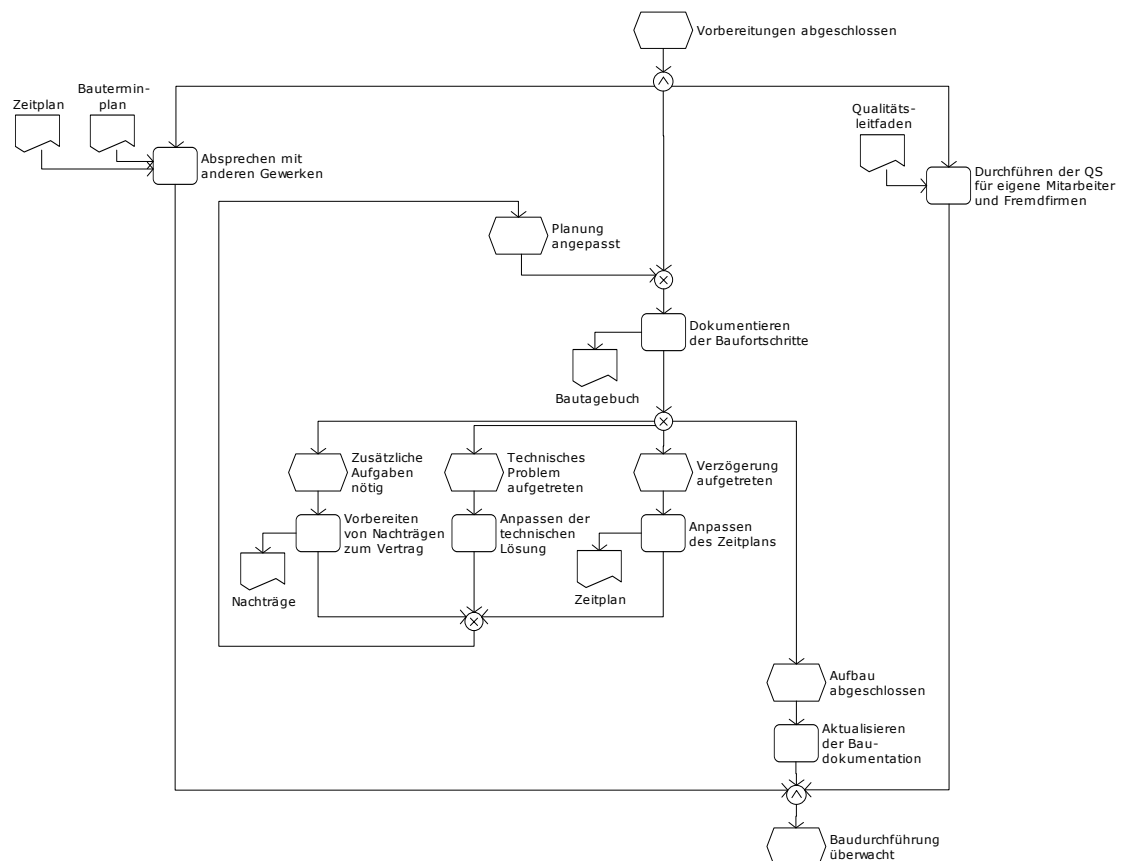 Vorbereitungen abgeschlossen
Bautermin-
plan
Zeitplan
Qualitäts-
leitfaden
Absprechen mit
anderen Gewerken
Durchführen der QS
für eigene Mitarbeiter
und Fremdfirmen
Planung
angepasst
Dokumentieren
der Baufortschritte
Bautagebuch
Zusätzliche
Aufgaben
nötig
Technisches
Problem
aufgetreten
Verzögerung
aufgetreten
Vorbereiten
von Nachträgen
zum Vertrag
Anpassen der
technischen
Lösung
Anpassen
des Zeitplans
Nachträge
Zeitplan
Aufbau
abgeschlossen
Aktualisieren
der Bau-
dokumentation
Baudurchführung
überwacht